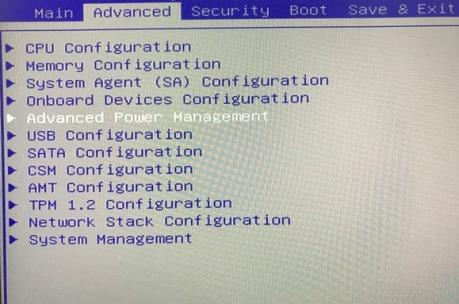 Main Advanced Security Boot Save & Exit
CPU Configuration
Memory Configuration
System Agent (SA) Configuration
Onboard Devices Configuration
Advanced Power Management
USB Configuration
SATA Configuration
CSM Configuration
AMT Configuration
TPM 1.2 Configuration
Network Stack Configuration
System Management